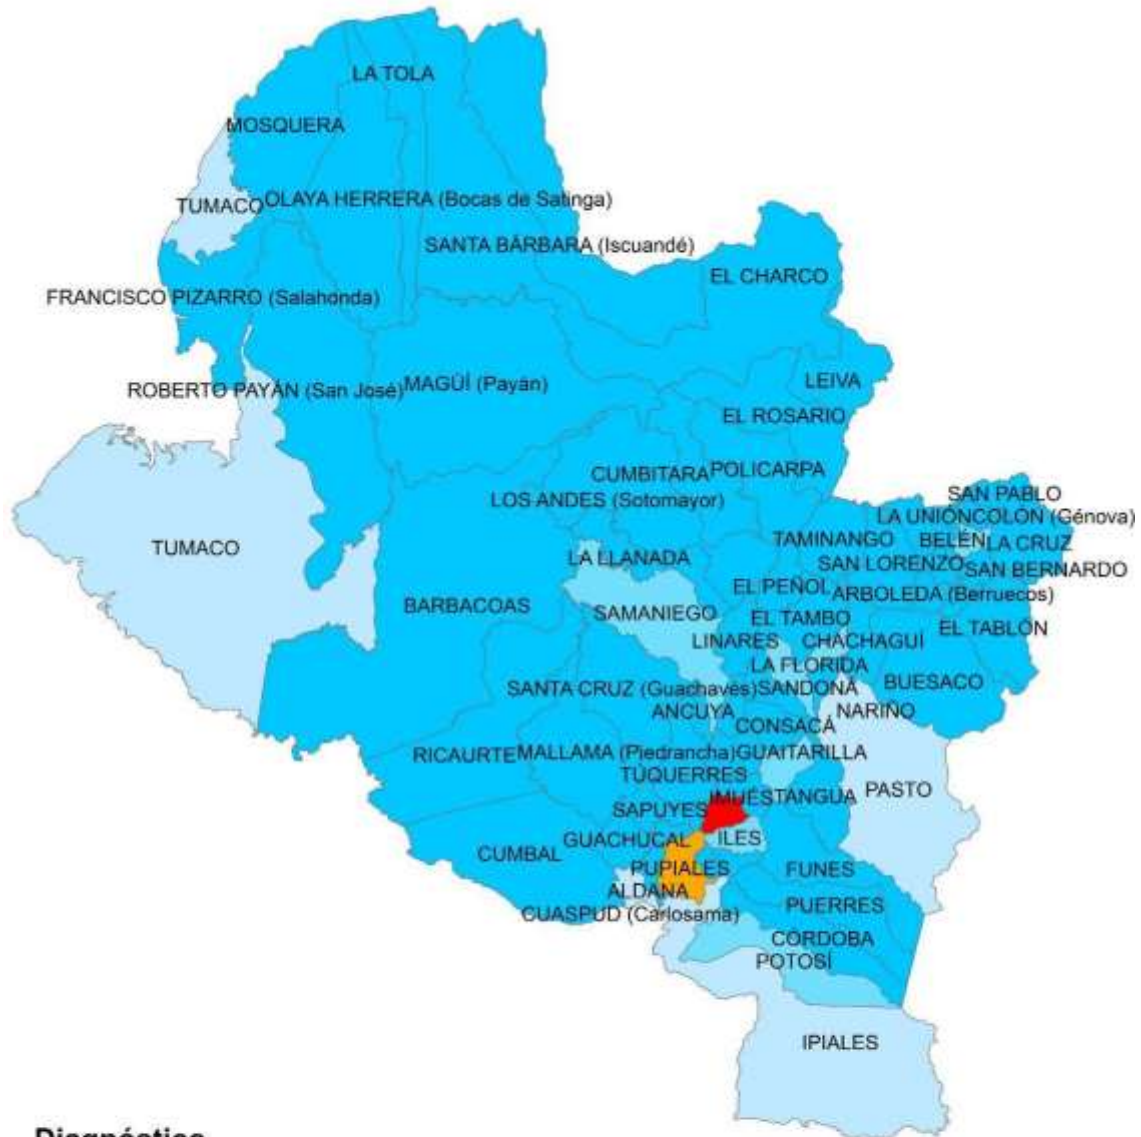 LA TOLA
MOSQUERA
TUMACO
OLAYA HERRERA (Bocas de Satinga)
SANTA BÁRBARA (Iscuandé)
EL CHARCO
FRANCISCO PIZARRO (Salahonda)
ROBERTO PAYÁN (San José)
MAGÜÍ (Payán)
LEIVA
EL ROSARIO
CUMBITARA
POLICARPA
LOS ANDES (Sotomayor)
SAN PABLO
LA UNIÓN
COLON (Génova)
TUMACO
TAMINANGO
BELÉN
LA CRUZ
LA LLANADA
SAN LORENZO
SAN BERNARDO
EL PEÑOL
ARBOLEDA (Berruecos)
BARBACOAS
SAMANIEGO
EL TAMBO
EL TABLÓN
LINARES
CHACHAGUÍ
LA FLORIDA
SANTA CRUZ (Guachaves)
SANDONÁ
BUESACO
ANCUYA
NARIÑO
CONSACÁ
RICAURTE
MALLAMA (Piedrancha)
GUAITARILLA
TÚQUERRES
PASTO
IMUÉS
TANGUA
SAPUYES
GUACHUCAL
ILES
CUMBAL
PUPIALES
FUNES
ALDANA
PUERRES
CUASPUD (Carlosama)
CÓRDOBA
POTOSÍ
IPIALES